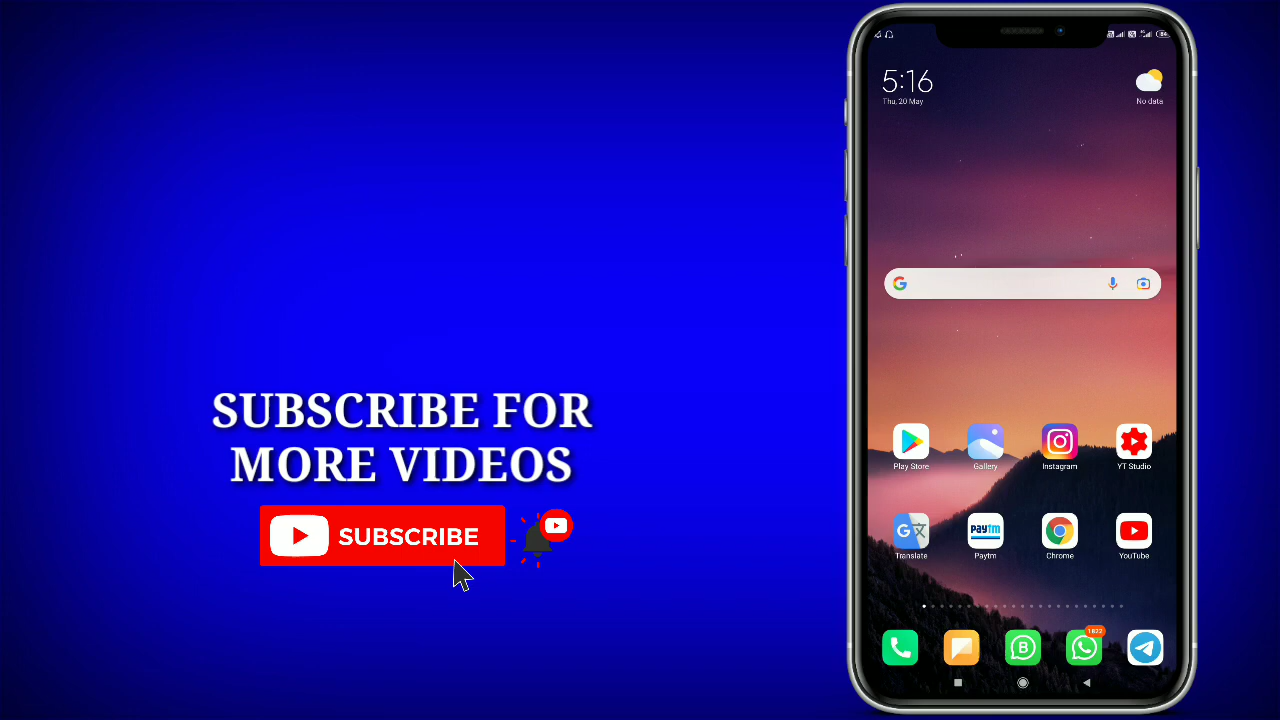 SUBSCRIBE FOR
MORE VIDEOS
SUBSCRIBE
5:16
Thu, 20 May
No data
Play Store
Gallery
Instagram
YT Studio
Translate
Paytm
Chrome
YouTube
1822